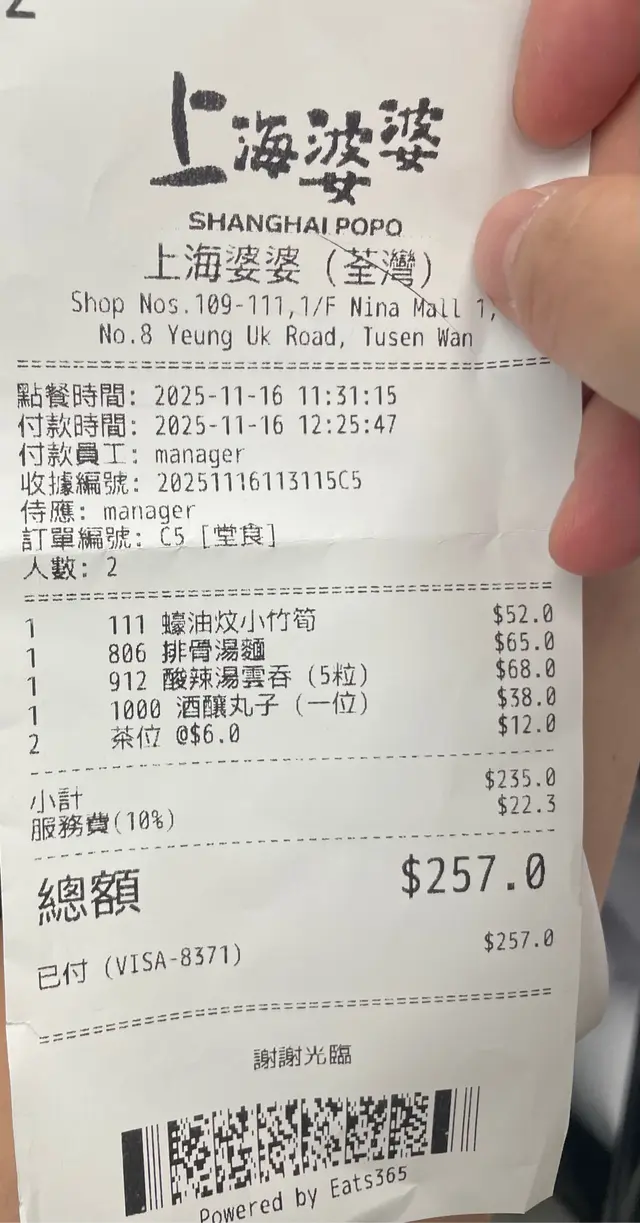 上海婆婆
SHANGHAI POPO
上海婆婆 (荃灣)
Shop Nos.109-111,1/F Nina Mall 1,
No.8 Yeung Uk Road, Tusen Wan
點餐時間: 2025-11-16 11:31:15
付款時間: 2025-11-16 12:25:47
付款員工: manager
收據編號: 20251116113115C5
侍應: manager
訂單編號: C5 [堂食]
人數: 2
1 111 蠔油炆小竹筍 $52.0
1 806 排骨湯麵 $65.0
1 912 酸辣湯雲吞 (5粒) $68.0
1 1000 酒釀丸子 (一位) $38.0
2 茶位 @$6.0 $12.0
小計 $235.0
服務費(10%) $22.3
總額 $257.0
已付 (VISA-8371) $257.0
謝謝光臨
Powered by Eats365